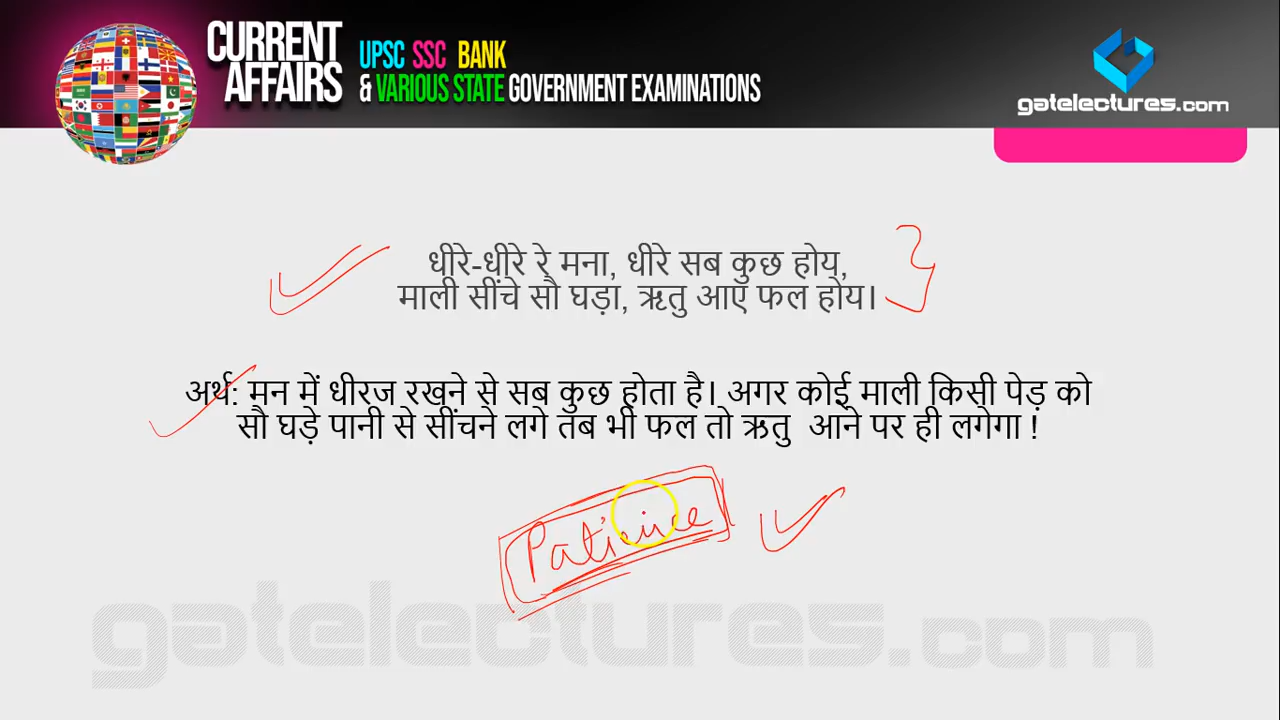 CURRENT
AFFAIRS
UPSC SSC BANK
& VARIOUS STATE GOVERNMENT EXAMINATIONS
gatelectures.com
धीरे-धीरे रे मना, धीरे सब कुछ होय,
माली सींचे सौ घड़ा, ऋतु आए फल होय।
अर्थ: मन में धीरज रखने से सब कुछ होता है। अगर कोई माली किसी पेड़ को
सौ घड़े पानी से सींचने लगे तब भी फल तो ऋतु आने पर ही लगेगा !
Patience
gatelectures.com